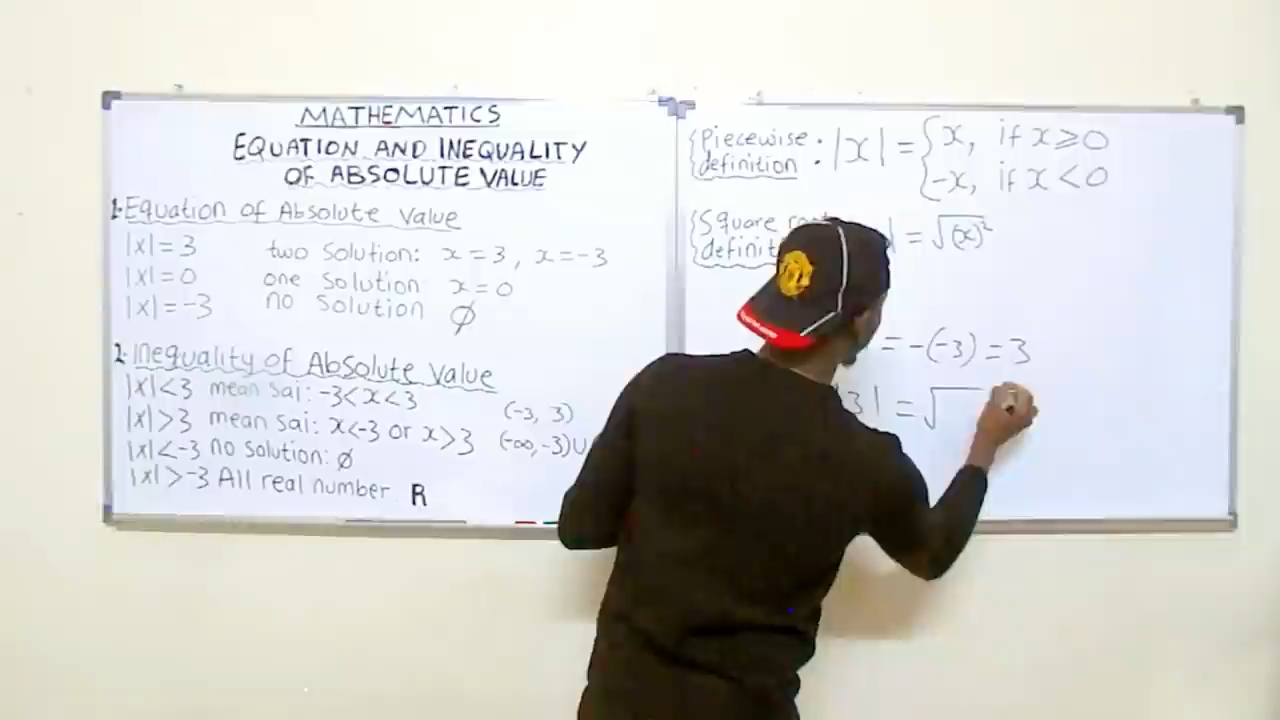 MATHEMATICS
EQUATION AND INEQUALITY
OF ABSOLUTE VALUE
1. Equation of Absolute Value
|x| = 3 two solution: x = 3, x = -3
|x| = 0 one solution x = 0
|x| = -3 no solution ∅
2. Inequality of Absolute Value
|x| < 3 mean sai: -3 < x < 3 (-3, 3)
|x| > 3 mean sai: x < -3 or x > 3 (-∞, -3) U
|x| < -3 no solution: ∅
|x| > -3 All real number R
Piecewise definition : |x| = { x, if x ≥ 0
-x, if x < 0
Square
| = √(x)²
= -(-3) = 3
3| = √